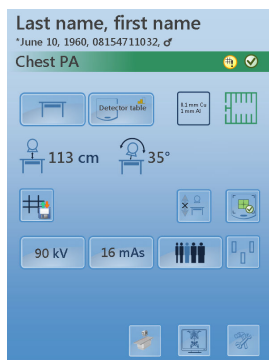 Last name, first name
*June 10, 1960, 08154711032, ♂
Chest PA
Detector table
0.1 mm Cu
1 mm Al
113 cm
35°
90 kV
16 mAs